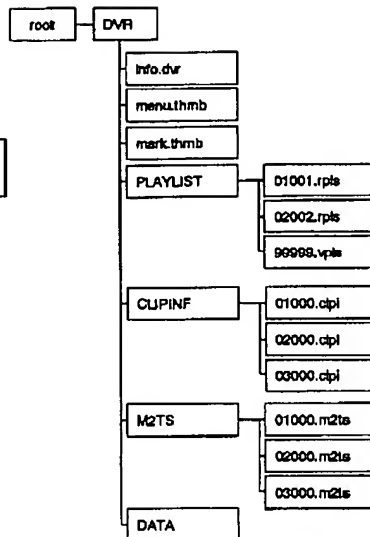 root
DVR
info.dvr
menu.thmb
mark.thmb
PLAYLIST
01001.rpls
02002.rpls
99999.vpls
CLIPINF
01000.clpi
02000.clpi
03000.clpi
M2TS
01000.m2ts
02000.m2ts
03000.m2ts
DATA